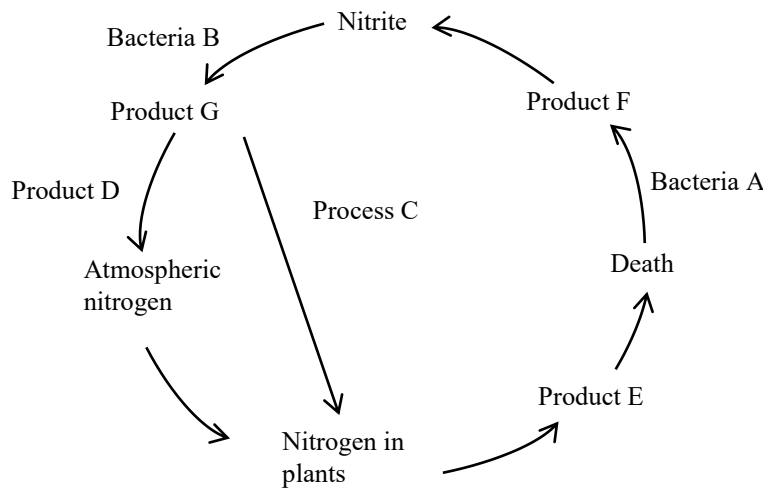 Nitrite
Bacteria B
Product F
Product G
Bacteria A
Product D
Process C
Death
Atmospheric
nitrogen
Product E
Nitrogen in
plants